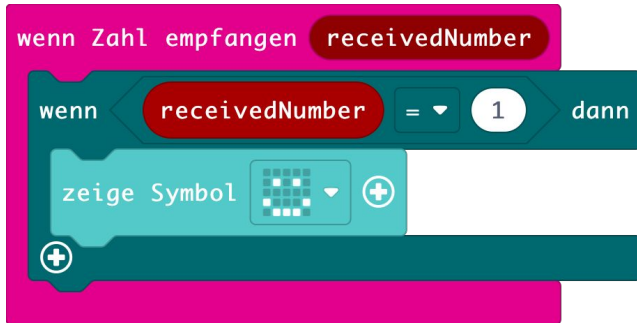 wenn Zahl empfangen receivedNumber
wenn receivedNumber = 1 dann
zeige Symbol